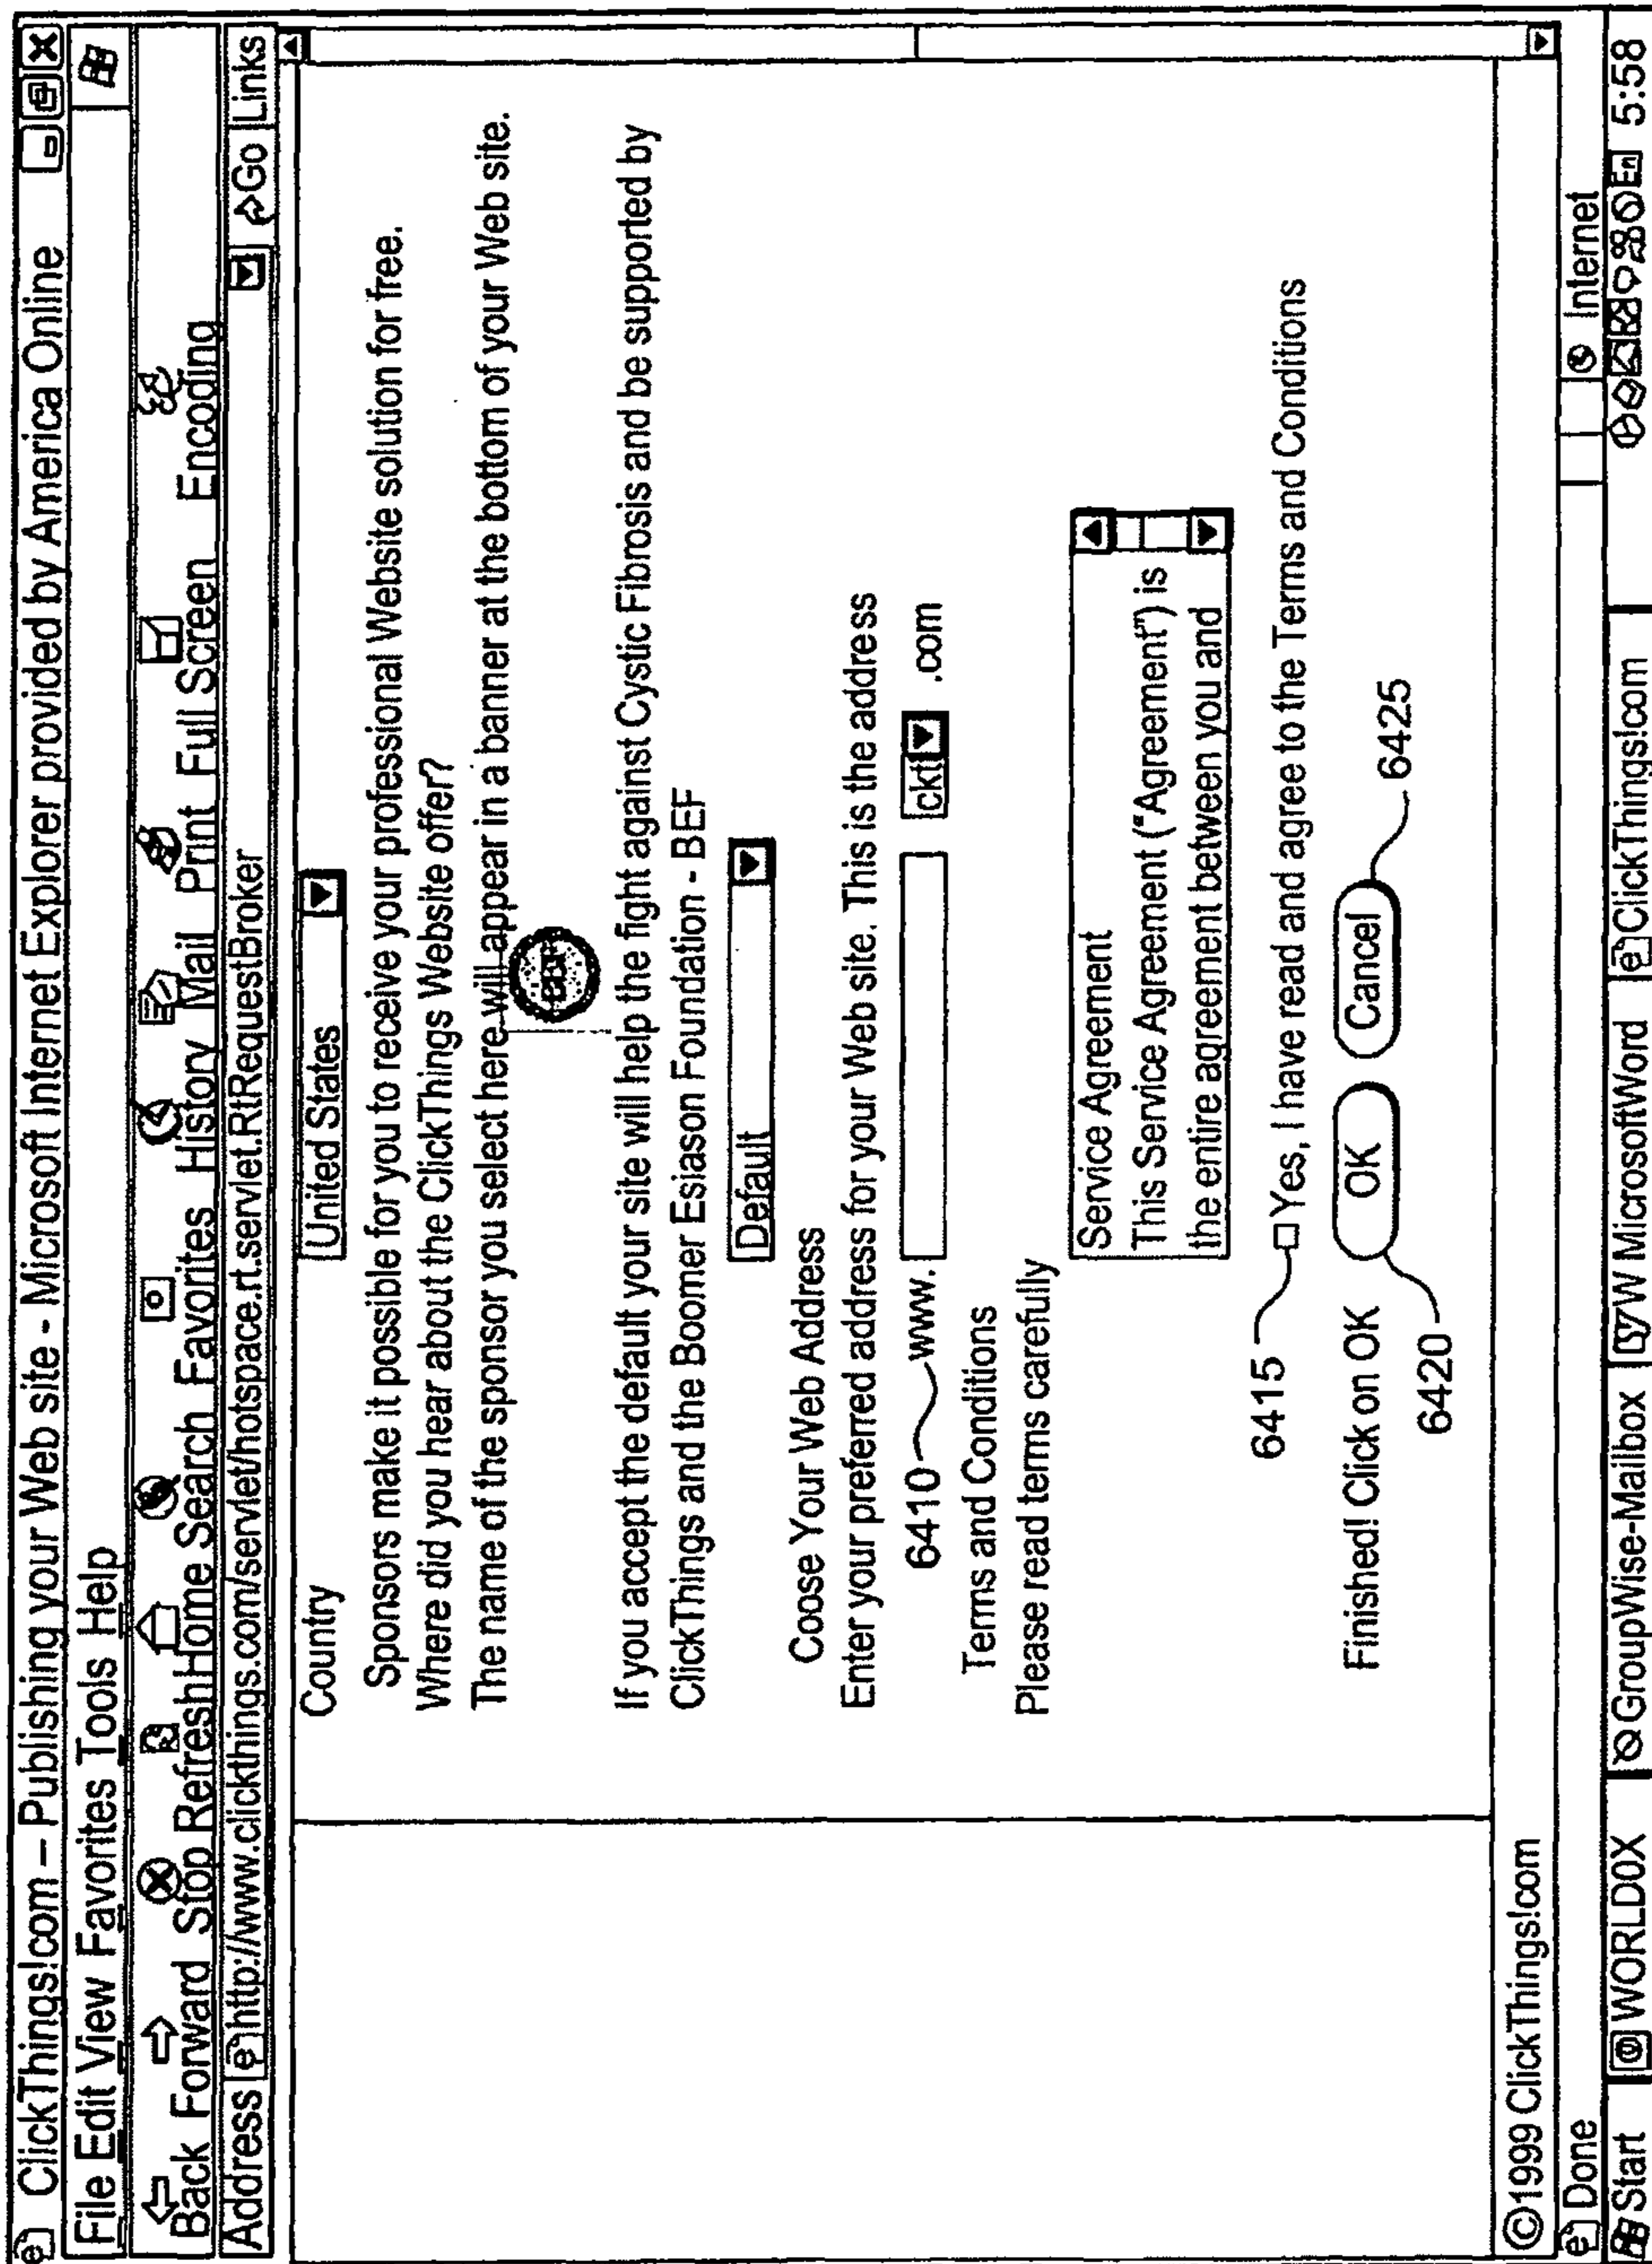 ClickThings!com – Publishing your Web site - Microsoft Internet Explorer provided by America Online
File Edit View Favorites Tools Help
Back Forward Stop Refresh Home Search Favorites History Mail Print Full Screen Encoding
Address http://www.clickthings.com/servlet/hotspace.rt.servlet.RtRequestBroker Go Links
Country United States
Sponsors make it possible for you to receive your professional Website solution for free.
Where did you hear about the ClickThings Website offer?
The name of the sponsor you select here will appear in a banner at the bottom of your Web site.
If you accept the default your site will help the fight against Cystic Fibrosis and be supported by
ClickThings and the Boomer Esiason Foundation - BEF
Default
Coose Your Web Address
Enter your preferred address for your Web site. This is the address
6410 www. .com
Terms and Conditions
Please read terms carefully
Service Agreement
This Service Agreement ("Agreement") is
the entire agreement between you and
6415 Yes, I have read and agree to the Terms and Conditions
Finished! Click on OK OK Cancel
6420 6425
©1999 ClickThings!com
Done Internet
Start WORLDOX GroupWise-Mailbox W MicrosoftWord ClickThings!com En 5:58